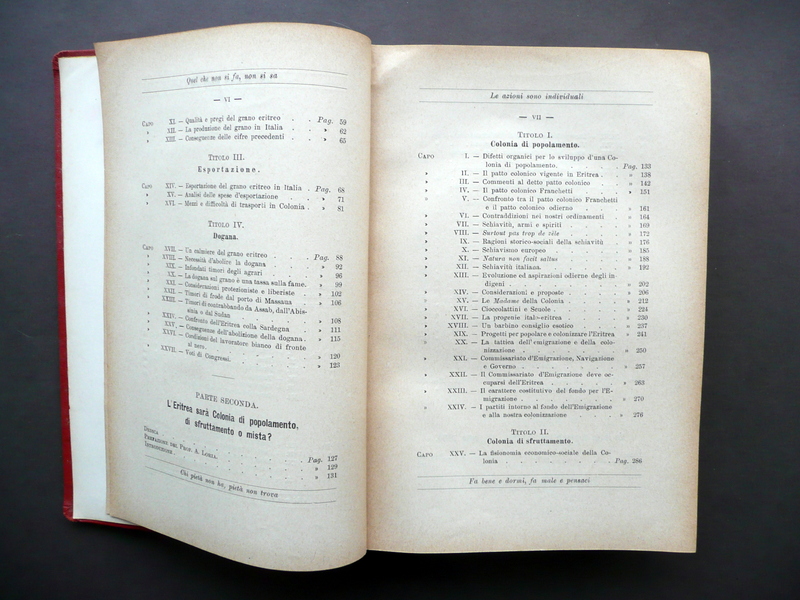 Quel che non si fa, non si sa
— VI —
Capo XI. — Qualità e pregi del grano eritreo . . Pag. 59
» XII. — La produzione del grano in Italia . . » 62
» XIII. — Conseguenze delle cifre precedenti . . » 65
Titolo III.
Esportazione.
Capo XIV. — Esportazione del grano eritreo in Italia . Pag. 68
» XV. — Analisi delle spese d'esportazione . . » 71
» XVI. — Mezzi e difficoltà di trasporti in Colonia . » 81
Titolo IV.
Dogana.
Capo XVII. — Un calmiere del grano eritreo . . Pag. 88
» XVIII. — Necessità d'abolire la dogana . . » 92
» XIX. — Infondati timori degli agrari . . » 96
» XX. — La dogana sul grano è una tassa sulla fame. » 99
» XXI. — Considerazioni protezioniste e liberiste . » 102
» XXII. — Timori di frode dal porto di Massaua . » 106
» XXIII. — Timori di contrabbando da Assab, dall'Abis-
sinia o dal Sudan . . » 108
» XXIV. — Confronto dell'Eritrea colla Sardegna . » 111
» XXV. — Conseguenze dell'abolizione della dogana . » 115
» XXVI. — Condizioni del lavoratore bianco di fronte
al nero . . » 120
» XXVII. — Voti di Congressi . . » 123
PARTE SECONDA.
L'Eritrea sarà Colonia di popolamento,
di sfruttamento o mista?
Dedica . . Pag. 127
Prefazione del Prof. A. Loria . . » 129
Introduzione . . » 131
Chi pietà non ha, pietà non trova
Le azioni sono individuali
— VII —
Titolo I.
Colonia di popolamento.
Capo I. — Difetti organici per lo sviluppo d'una Co-
lonia di popolamento . . Pag. 133
» II. — Il patto colonico vigente in Eritrea . » 138
» III. — Commenti al detto patto colonico . » 142
» IV. — Il patto colonico Franchetti . » 151
» V. — Confronto tra il patto colonico Franchetti
e il patto colonico odierno . » 161
» VI. — Contraddizioni nei nostri ordinamenti . » 164
» VII. — Schiavitù, armi e spiriti . » 169
» VIII. — Surtout pas trop de zèle . » 172
» IX. — Ragioni storico-sociali della schiavitù . » 176
» X. — Schiavismo europeo . » 185
» XI. — Natura non facit saltus . » 188
» XII. — Schiavitù italiana . » 192
» XIII. — Evoluzione ed aspirazioni odierne degli in-
digeni . » 202
» XIV. — Considerazioni e proposte . » 206
» XV. — Le Madame della Colonia . » 212
» XVI. — Cioccolattini e Scuole . » 224
» XVII. — La progenie italo-eritrea . » 230
» XVIII. — Un barbino consiglio esotico . » 237
» XIX. — Progetti per popolare e colonizzare l'Eritrea » 241
» XX. — La tattica dell'emigrazione e della colo-
nizzazione . » 250
» XXI. — Commissariato d'Emigrazione, Navigazione
e Governo . » 257
» XXII. — Il Commissariato d'Emigrazione deve oc-
cuparsi dell'Eritrea . » 263
» XXIII. — Il carattere costitutivo del fondo per l'E-
migrazione . » 270
» XXIV. — I partiti intorno al fondo dell'Emigrazione
e alla nostra colonizzazione . » 276
Titolo II.
Colonia di sfruttamento.
Capo XXV. — La fisionomia economico-sociale della Co-
lonia . Pag. 286
Fa bene e dormi, fa male e pensaci